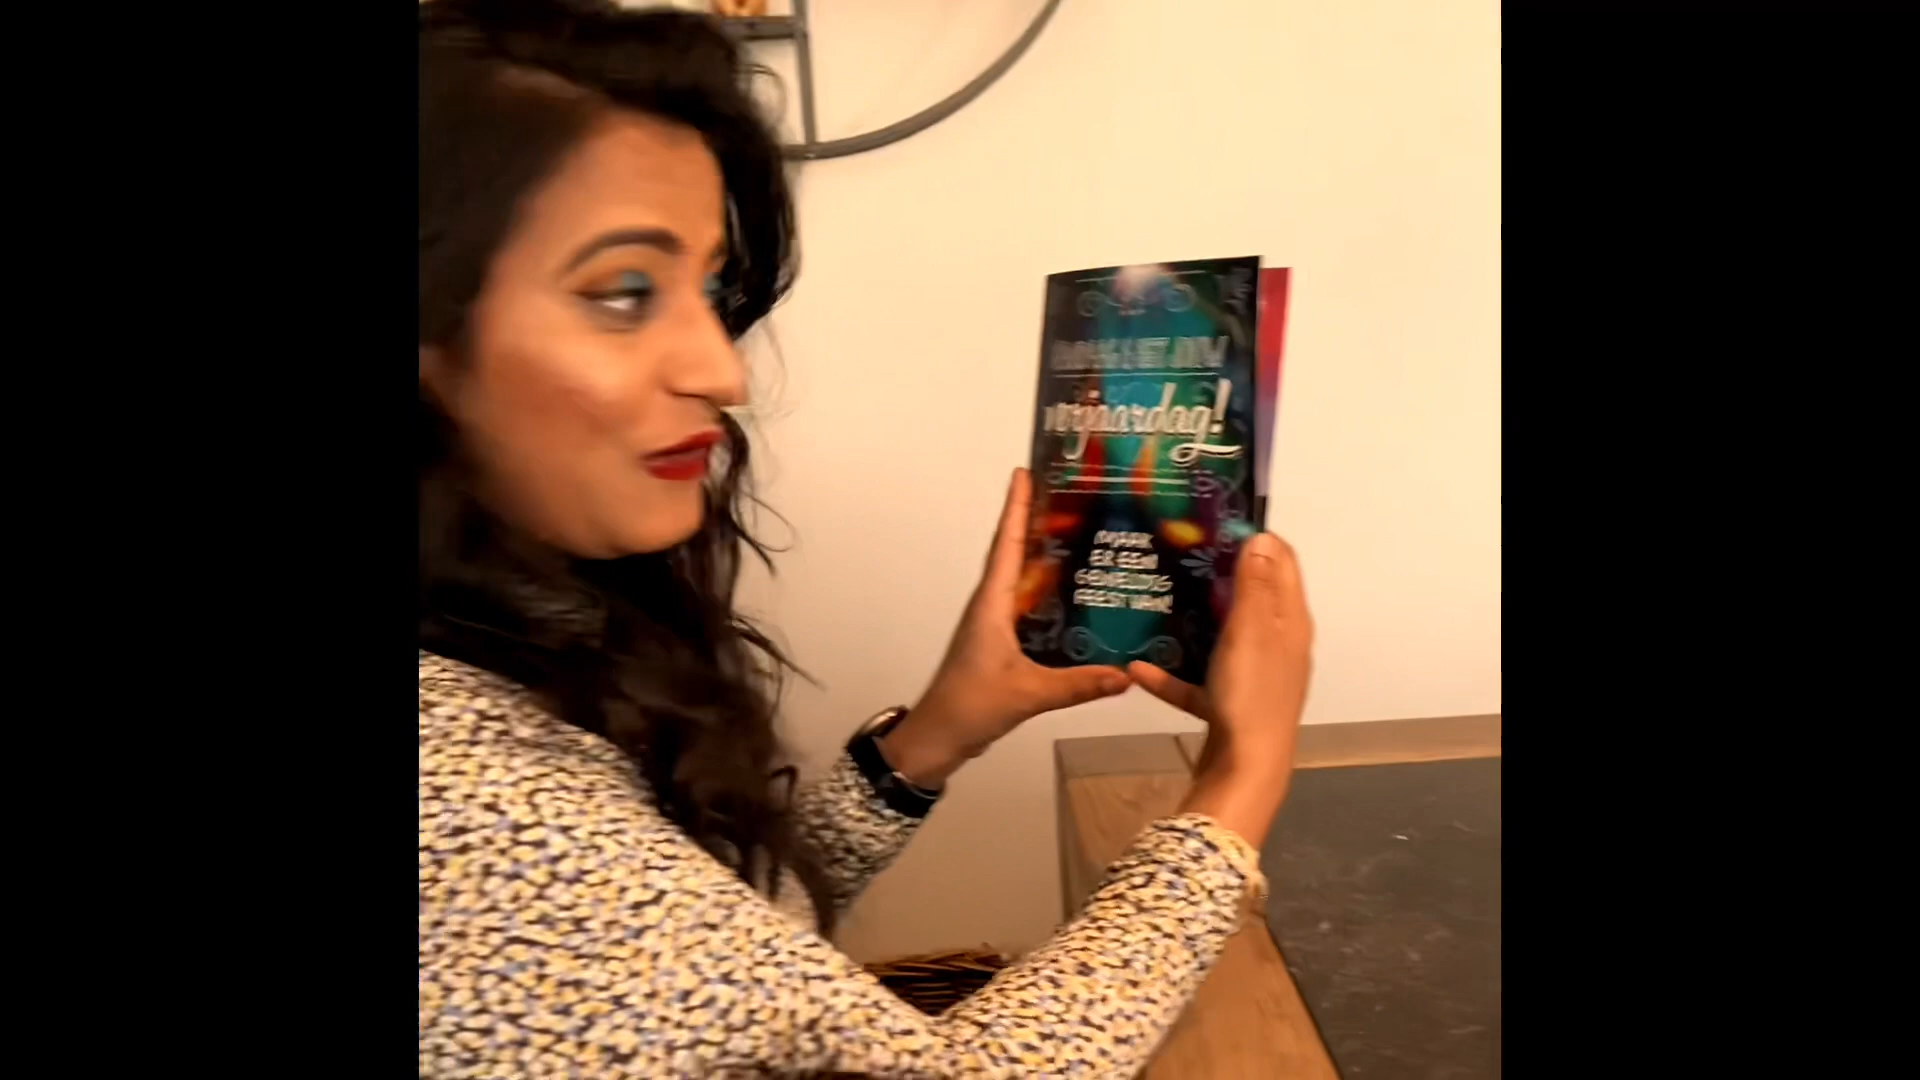 verjaardag!
MAAK
ER EEN
GEWELDIG
FEEST VAN!